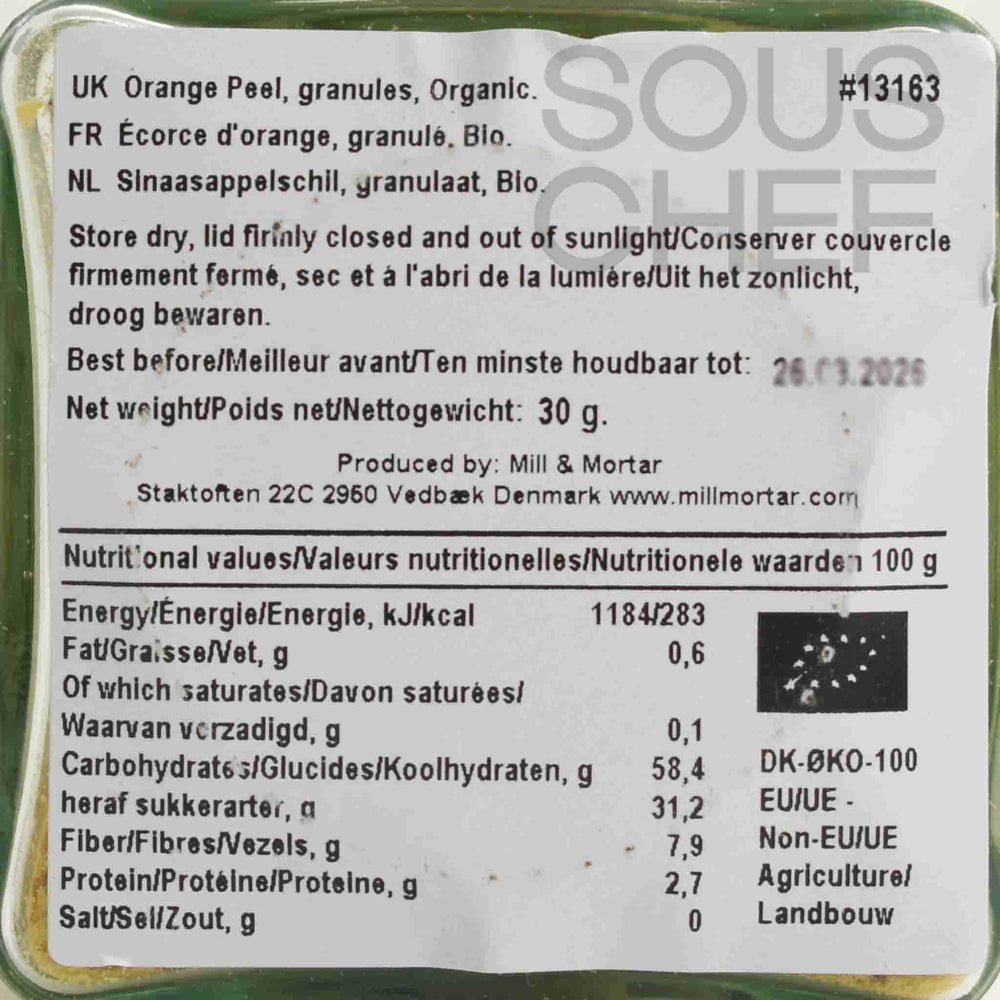 SOUS
CHEF
UK Orange Peel, granules, Organic. #13163
FR Écorce d'orange, granulé, Bio.
NL Sinaasappelschil, granulaat, Bio.
Store dry, lid firmly closed and out of sunlight/Conserver couvercle
firmement fermé, sec et á l'abri de la lumiére/Uit het zonlicht,
droog bewaren.
Best before/Meilleur avant/Ten minste houdbaar tot: 26.03.2026
Net weight/Poids net/Nettogewicht: 30 g.
Produced by: Mill & Mortar
Staktoften 22C 2950 Vedbæk Denmark www.millmortar.com
Nutritional values/Valeurs nutritionelles/Nutritionele waarden 100 g
Energy/Énergie/Energie, kJ/kcal 1184/283
Fat/Graisse/Vet, g 0,6
Of which saturates/Davon saturées/
Waarvan verzadigd, g 0,1
Carbohydrates/Glucides/Koolhydraten, g 58,4
heraf sukkerarter, g 31,2
Fiber/Fibres/Vezels, g 7,9
Protein/Protéine/Proteine, g 2,7
Salt/Sel/Zout, g 0
DK-ØKO-100
EU/UE -
Non-EU/UE
Agriculture/
Landbouw